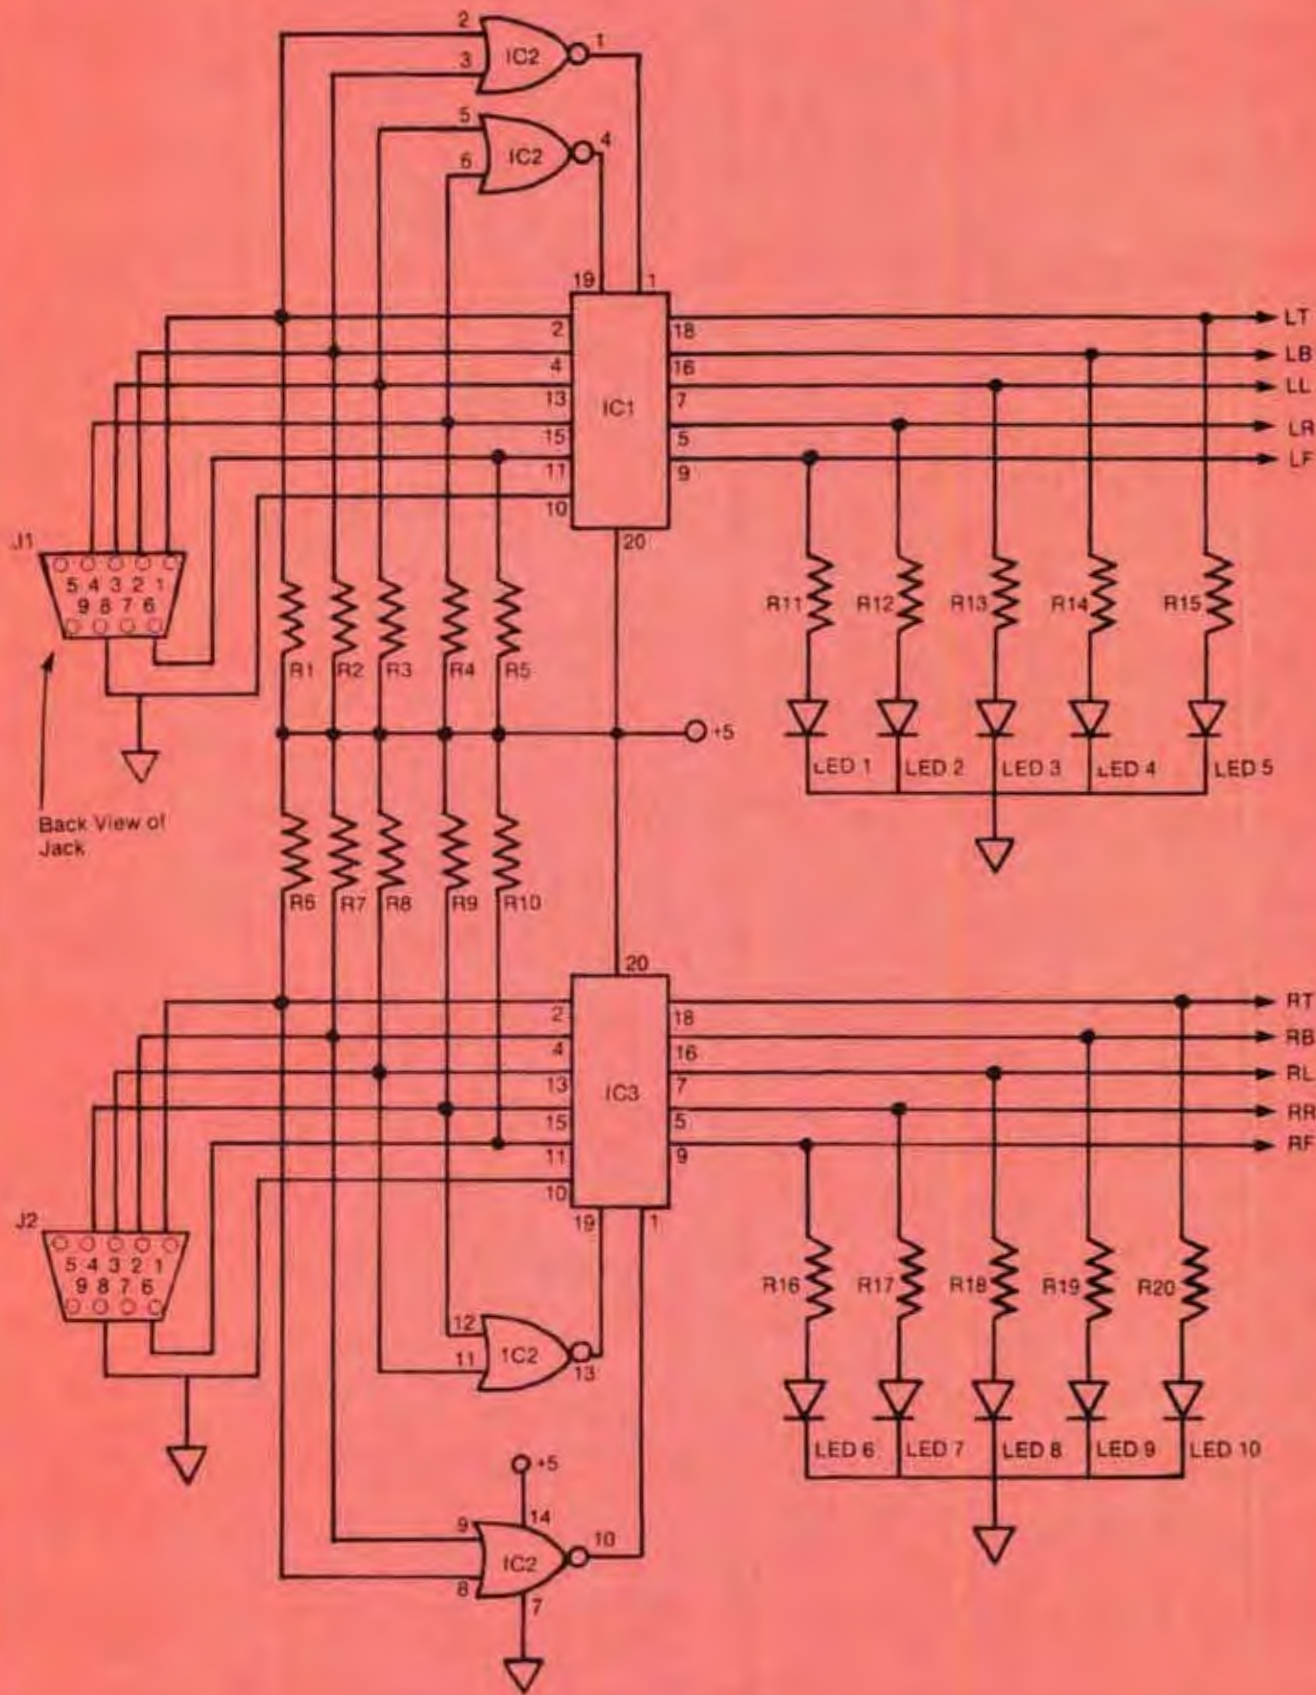 2
IC2
1
3
5
IC2
4
6
19
1
2
18
LT
4
16
LB
13
IC1
7
LL
15
5
LR
11
9
LF
10
20
J1
5 4 3 2 1
9 8 7 6
R11
R12
R13
R14
R15
R1
R2
R3
R4
R5
+5
LED 1
LED 2
LED 3
LED 4
LED 5
Back View of
Jack
R6
R7
R8
R9
R10
20
2
18
RT
4
16
RB
13
IC3
7
RL
15
5
RR
11
9
RF
10
19
1
J2
5 4 3 2 1
9 8 7 6
R16
R17
R18
R19
R20
12
11
1C2
13
LED 6
LED 7
LED 8
LED 9
LED 10
+5
14
9
IC2
10
8
7